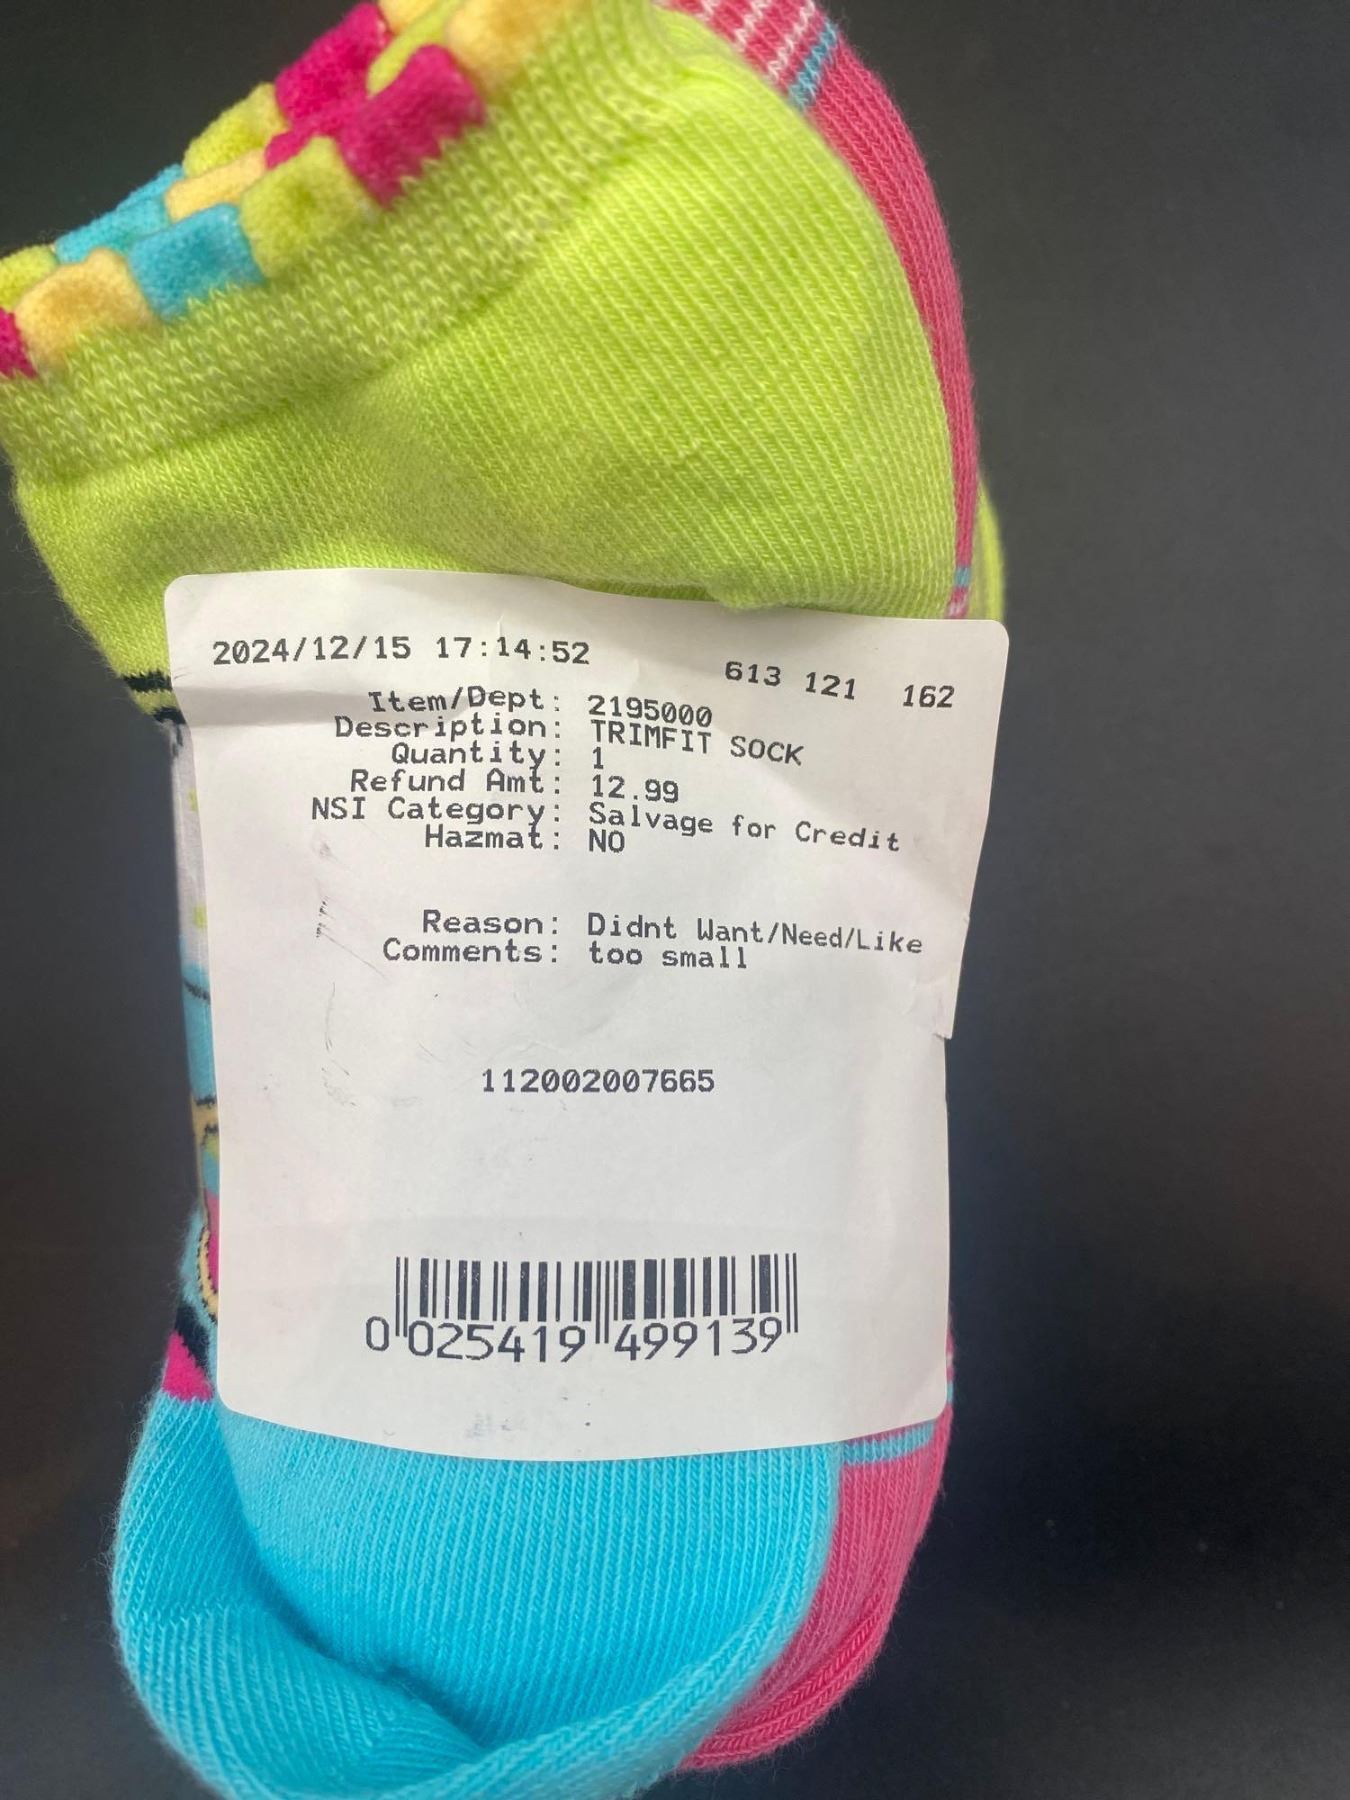 2024/12/15 17:14:52 613 121 162
Item/Dept: 2195000
Description: TRIMFIT SOCK
Quantity: 1
Refund Amt: 12.99
NSI Category: Salvage for Credit
Hazmat: NO
Reason: Didnt Want/Need/Like
Comments: too small
112002007665
0 025419 499139